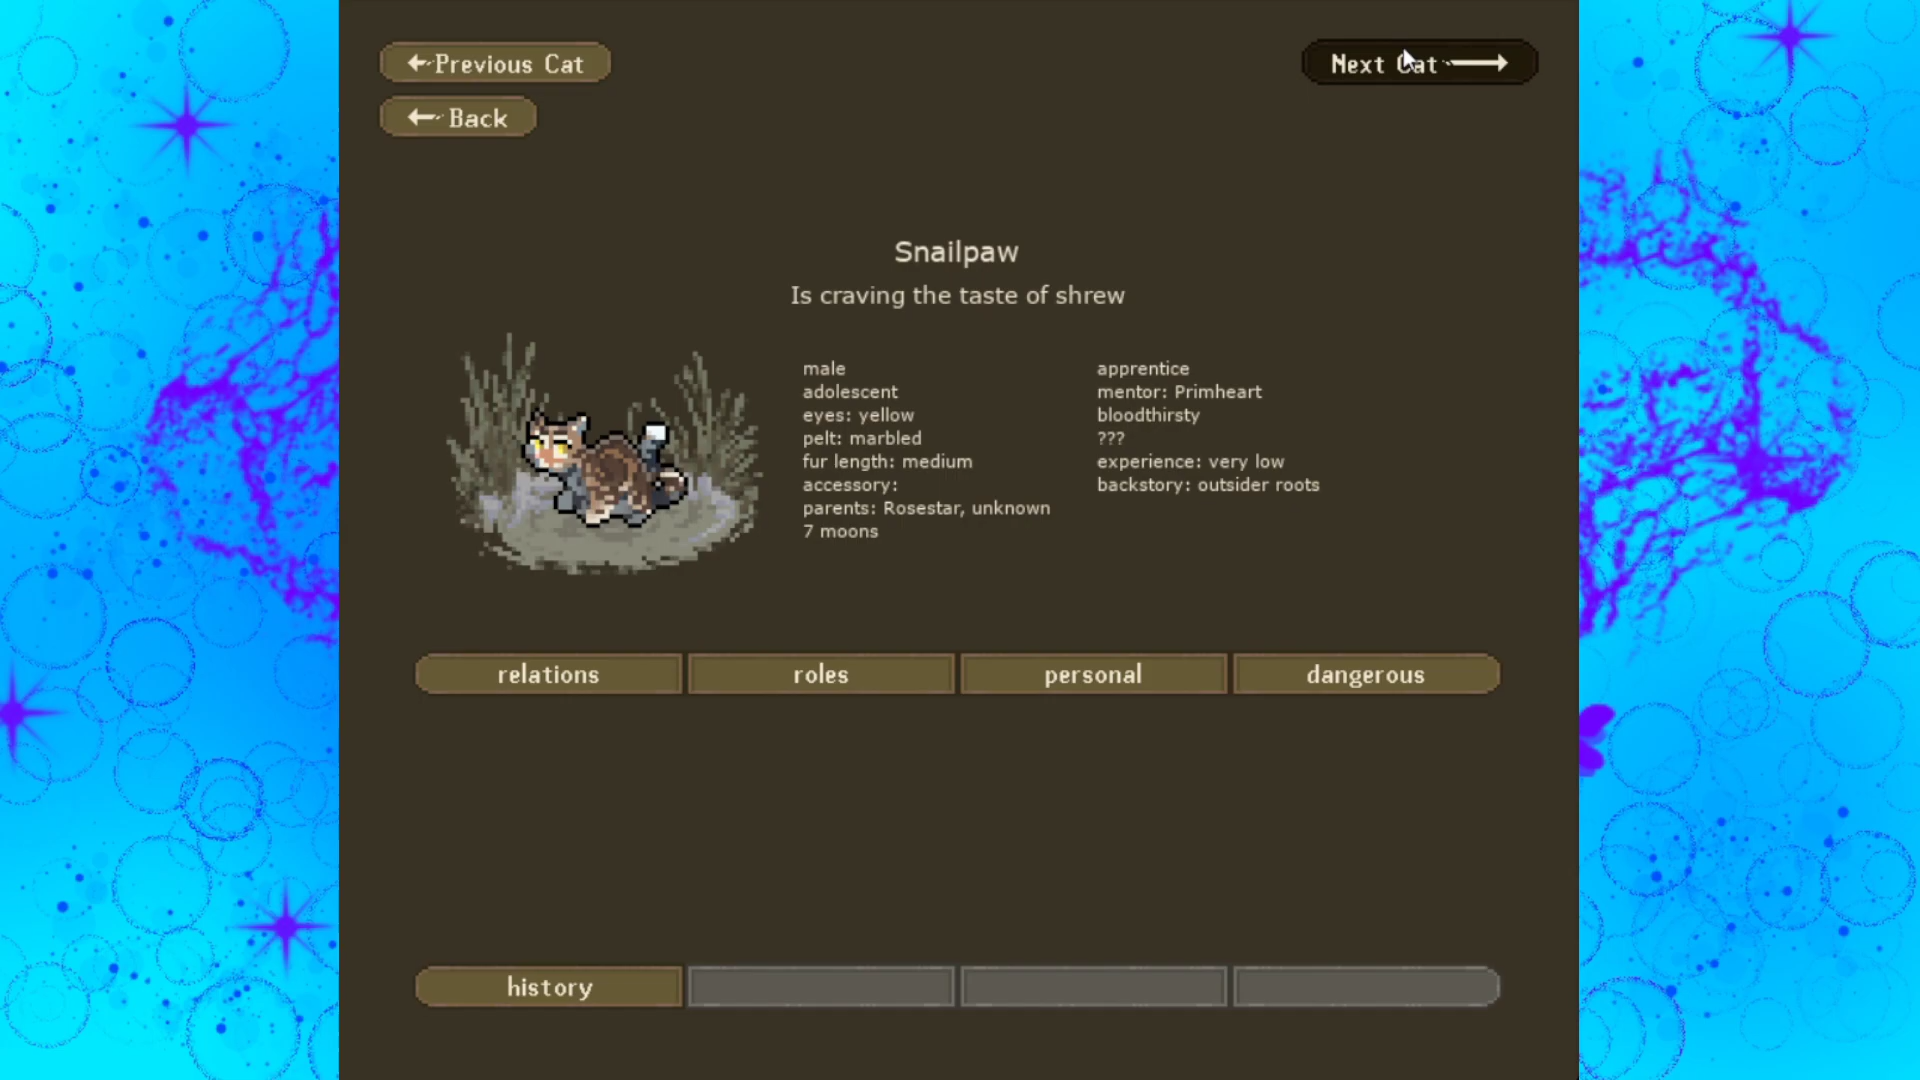 Previous Cat
Next Cat
Back
Snailpaw
Is craving the taste of shrew
male
adolescent
eyes: yellow
pelt: marbled
fur length: medium
accessory:
parents: Rosestar, unknown
7 moons
apprentice
mentor: Primheart
bloodthirsty
???
experience: very low
backstory: outsider roots
relations
roles
personal
dangerous
history